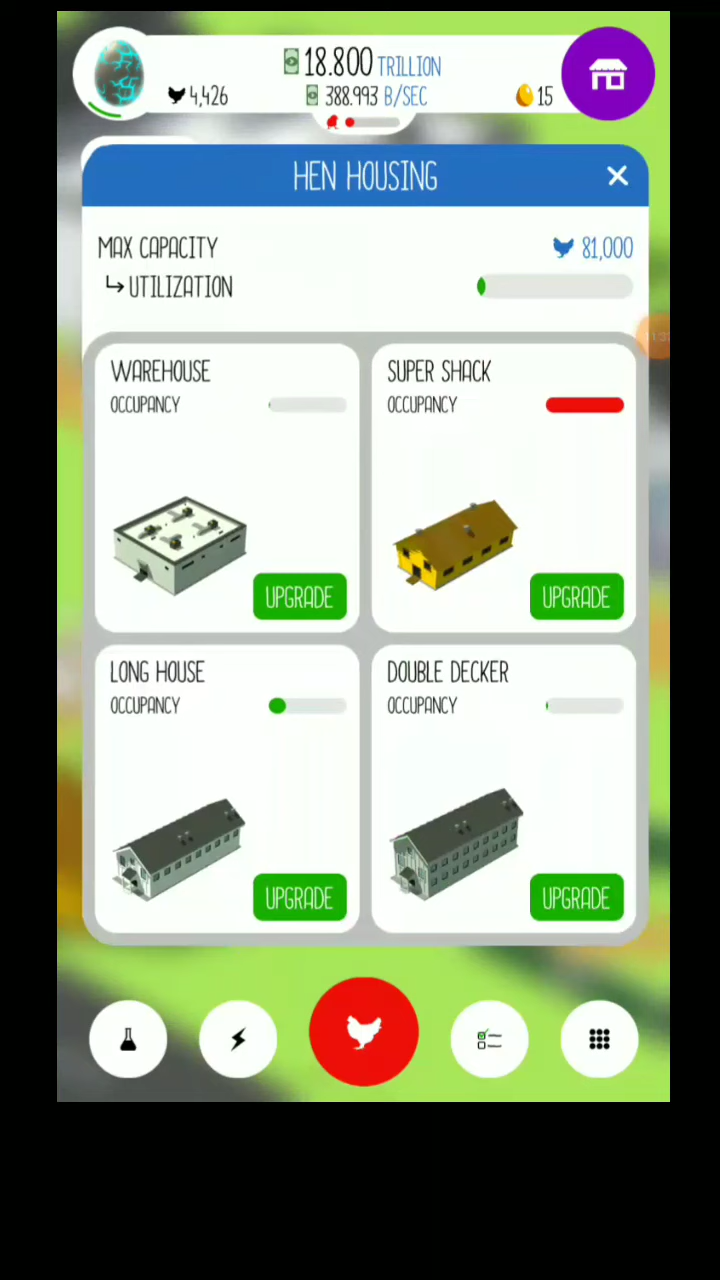 18.800 TRILLION
4,426
388.993 B/SEC
15
HEN HOUSING
MAX CAPACITY
81,000
UTILIZATION
WAREHOUSE
OCCUPANCY
UPGRADE
SUPER SHACK
OCCUPANCY
UPGRADE
LONG HOUSE
OCCUPANCY
UPGRADE
DOUBLE DECKER
OCCUPANCY
UPGRADE